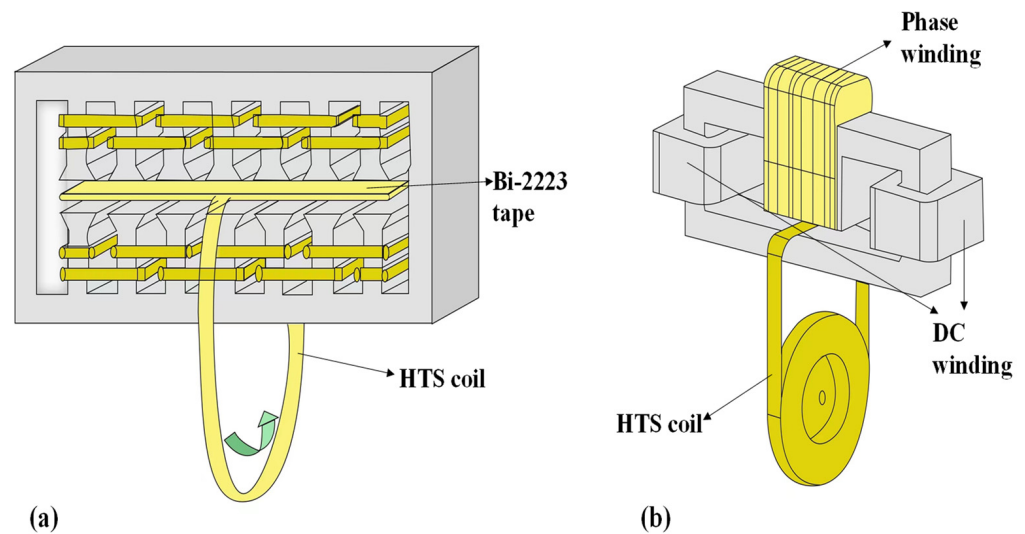 Phase
winding
Bi-2223
tape
HTS coil
(a)
DC
winding
HTS coil
(b)